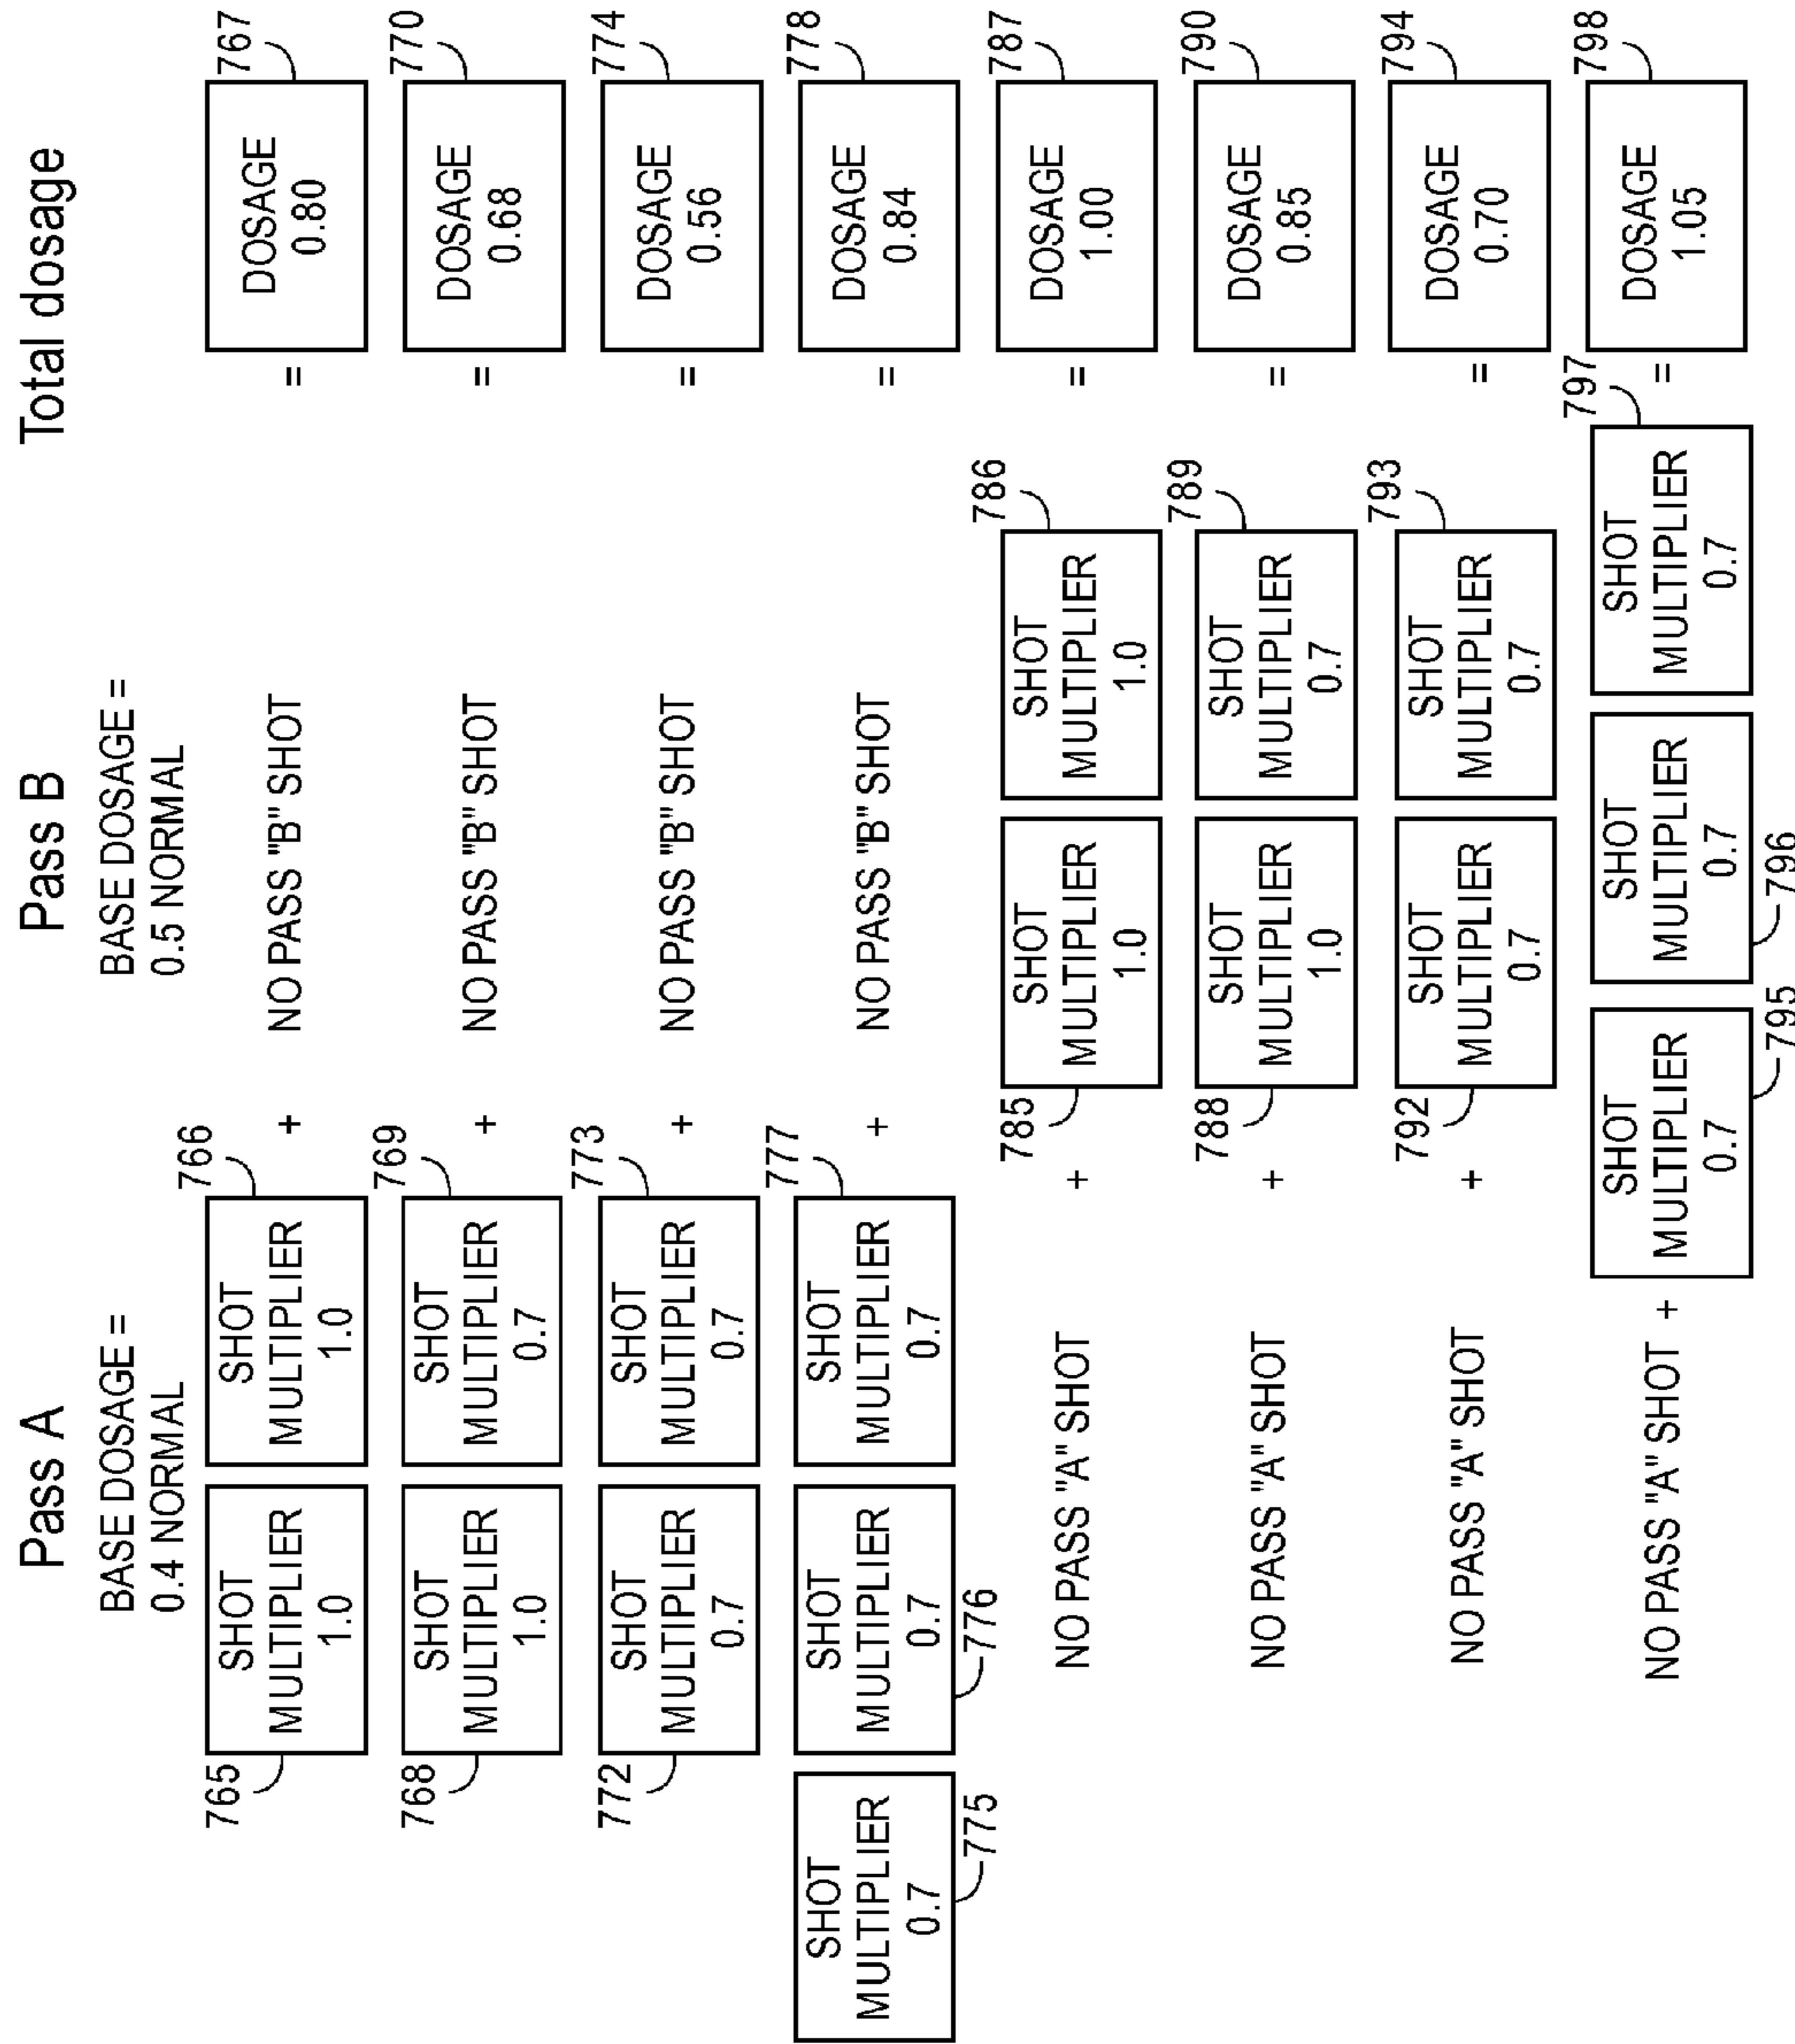 Pass A
Pass B
Total dosage
BASE DOSAGE =
0.4 NORMAL
BASE DOSAGE =
0.5 NORMAL
765
SHOT
MULTIPLIER
1.0
SHOT
MULTIPLIER
1.0
766
+
NO PASS "B" SHOT
=
DOSAGE
0.80
767
768
SHOT
MULTIPLIER
1.0
SHOT
MULTIPLIER
0.7
769
+
NO PASS "B" SHOT
=
DOSAGE
0.68
770
772
SHOT
MULTIPLIER
0.7
SHOT
MULTIPLIER
0.7
773
+
NO PASS "B" SHOT
=
DOSAGE
0.56
774
SHOT
MULTIPLIER
0.7
775
SHOT
MULTIPLIER
0.7
776
SHOT
MULTIPLIER
0.7
777
+
NO PASS "B" SHOT
=
DOSAGE
0.84
778
NO PASS "A" SHOT
+
785
SHOT
MULTIPLIER
1.0
SHOT
MULTIPLIER
1.0
786
=
DOSAGE
1.00
787
NO PASS "A" SHOT
+
788
SHOT
MULTIPLIER
1.0
SHOT
MULTIPLIER
0.7
789
=
DOSAGE
0.85
790
NO PASS "A" SHOT
+
792
SHOT
MULTIPLIER
0.7
SHOT
MULTIPLIER
0.7
793
=
DOSAGE
0.70
794
NO PASS "A" SHOT +
SHOT
MULTIPLIER
0.7
795
SHOT
MULTIPLIER
0.7
796
SHOT
MULTIPLIER
0.7
797
=
DOSAGE
1.05
798